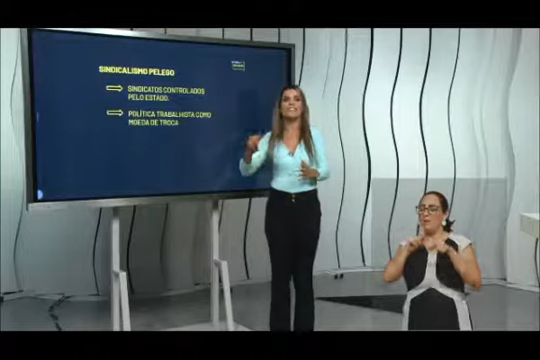 SINDICALISMO PELEGO
SINDICATOS CONTROLADOS
PELO ESTADO.
POLÍTICA TRABALHISTA COMO
MOEDA DE TROCA